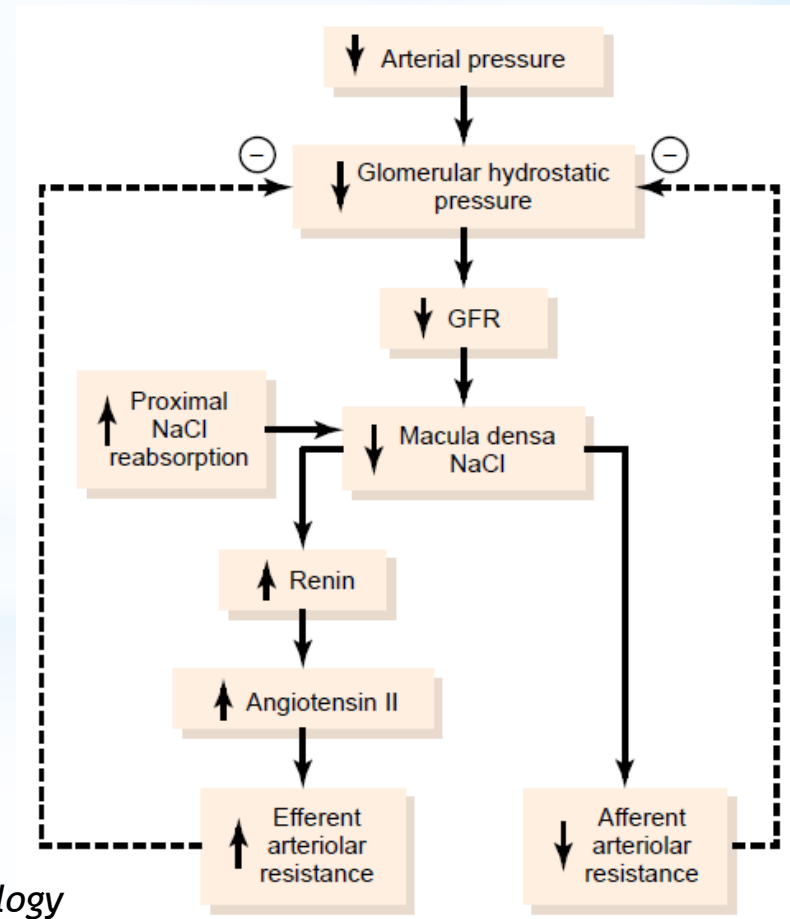 Arterial pressure
−
−
Glomerular hydrostatic
pressure
GFR
Proximal
NaCl
reabsorption
Macula densa
NaCl
Renin
Angiotensin II
Efferent
arteriolar
resistance
Afferent
arteriolar
resistance
logy